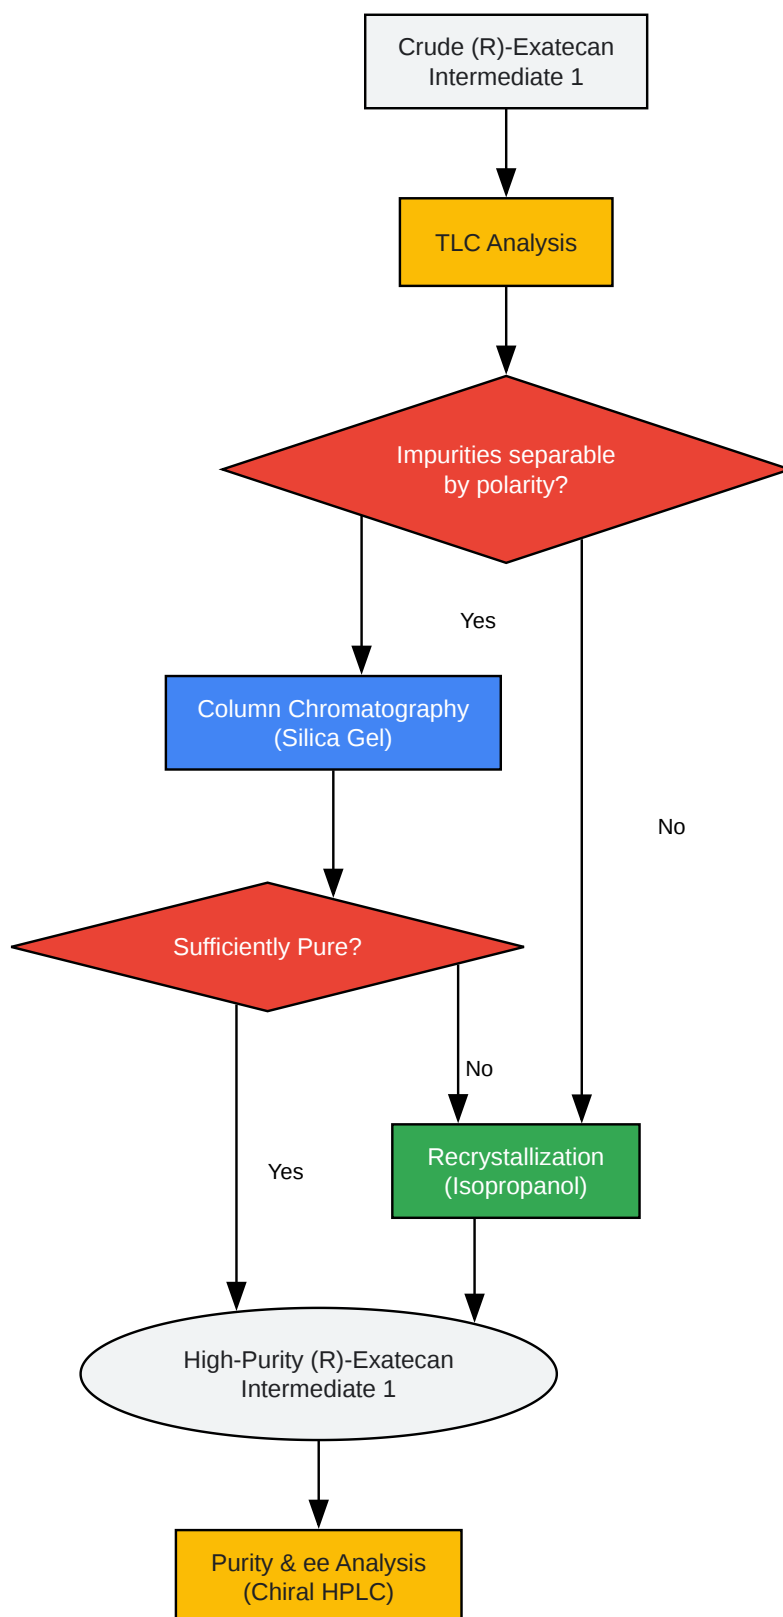 Crude (R)-Exatecan
Intermediate 1
TLC Analysis
Impurities separable
by polarity?
Yes
Column Chromatography
(Silica Gel)
No
Sufficiently Pure?
No
Recrystallization
(Isopropanol)
Yes
High-Purity (R)-Exatecan
Intermediate 1
Purity & ee Analysis
(Chiral HPLC)